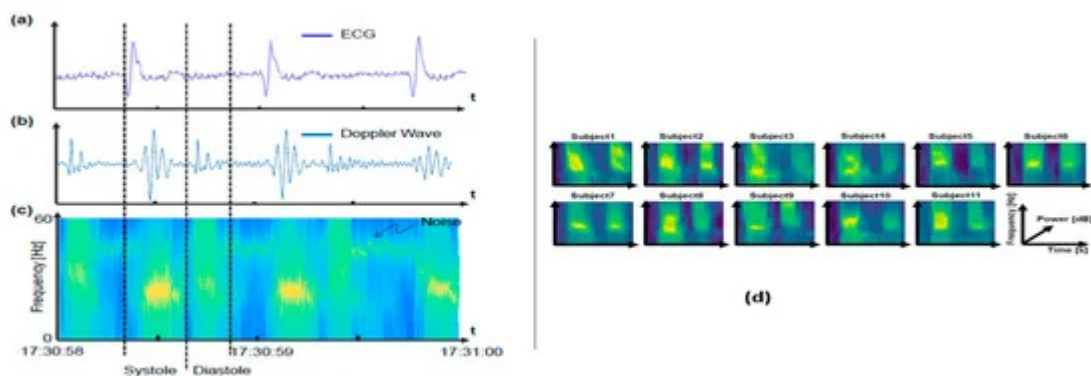 (a)
ECG
t
(b)
Doppler Wave
t
(c)
60
Noise
Frequency [Hz]
0
t
17:30:58 17:30:59 17:31:00
Systole Diastole
Subject1 Subject2 Subject3 Subject4 Subject5 Subject6
Subject7 Subject8 Subject9 Subject10 Subject11
Frequency [Hz]
Power [dB]
Time [s]
(d)